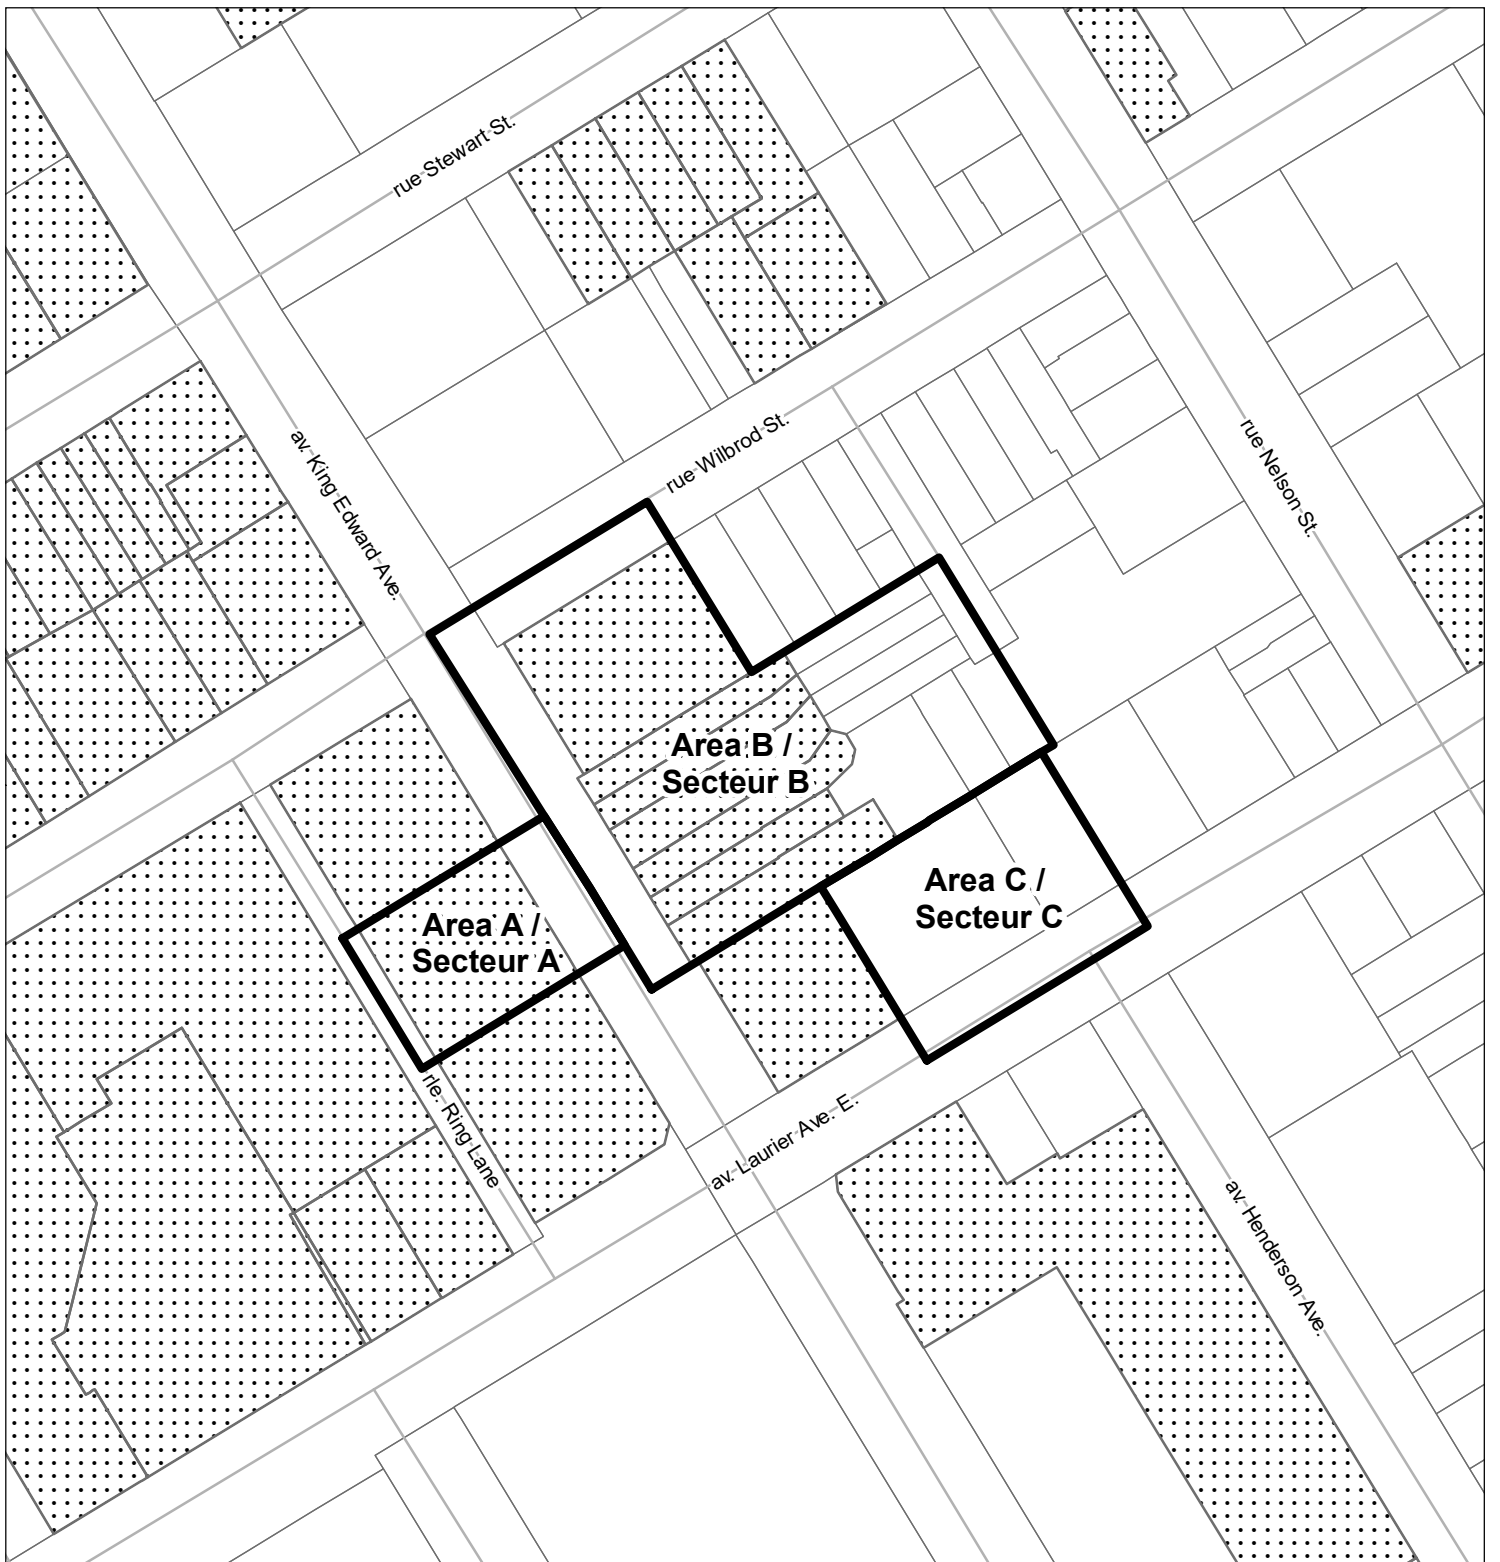 rue Stewart St.
rue Wilbrod St.
av. King Edward Ave.
rue Nelson St.
Area B /
Secteur B
Area C /
Secteur C
Area A /
Secteur A
rle. Ring Lane
av. Laurier Ave. E.
av. Henderson Ave.